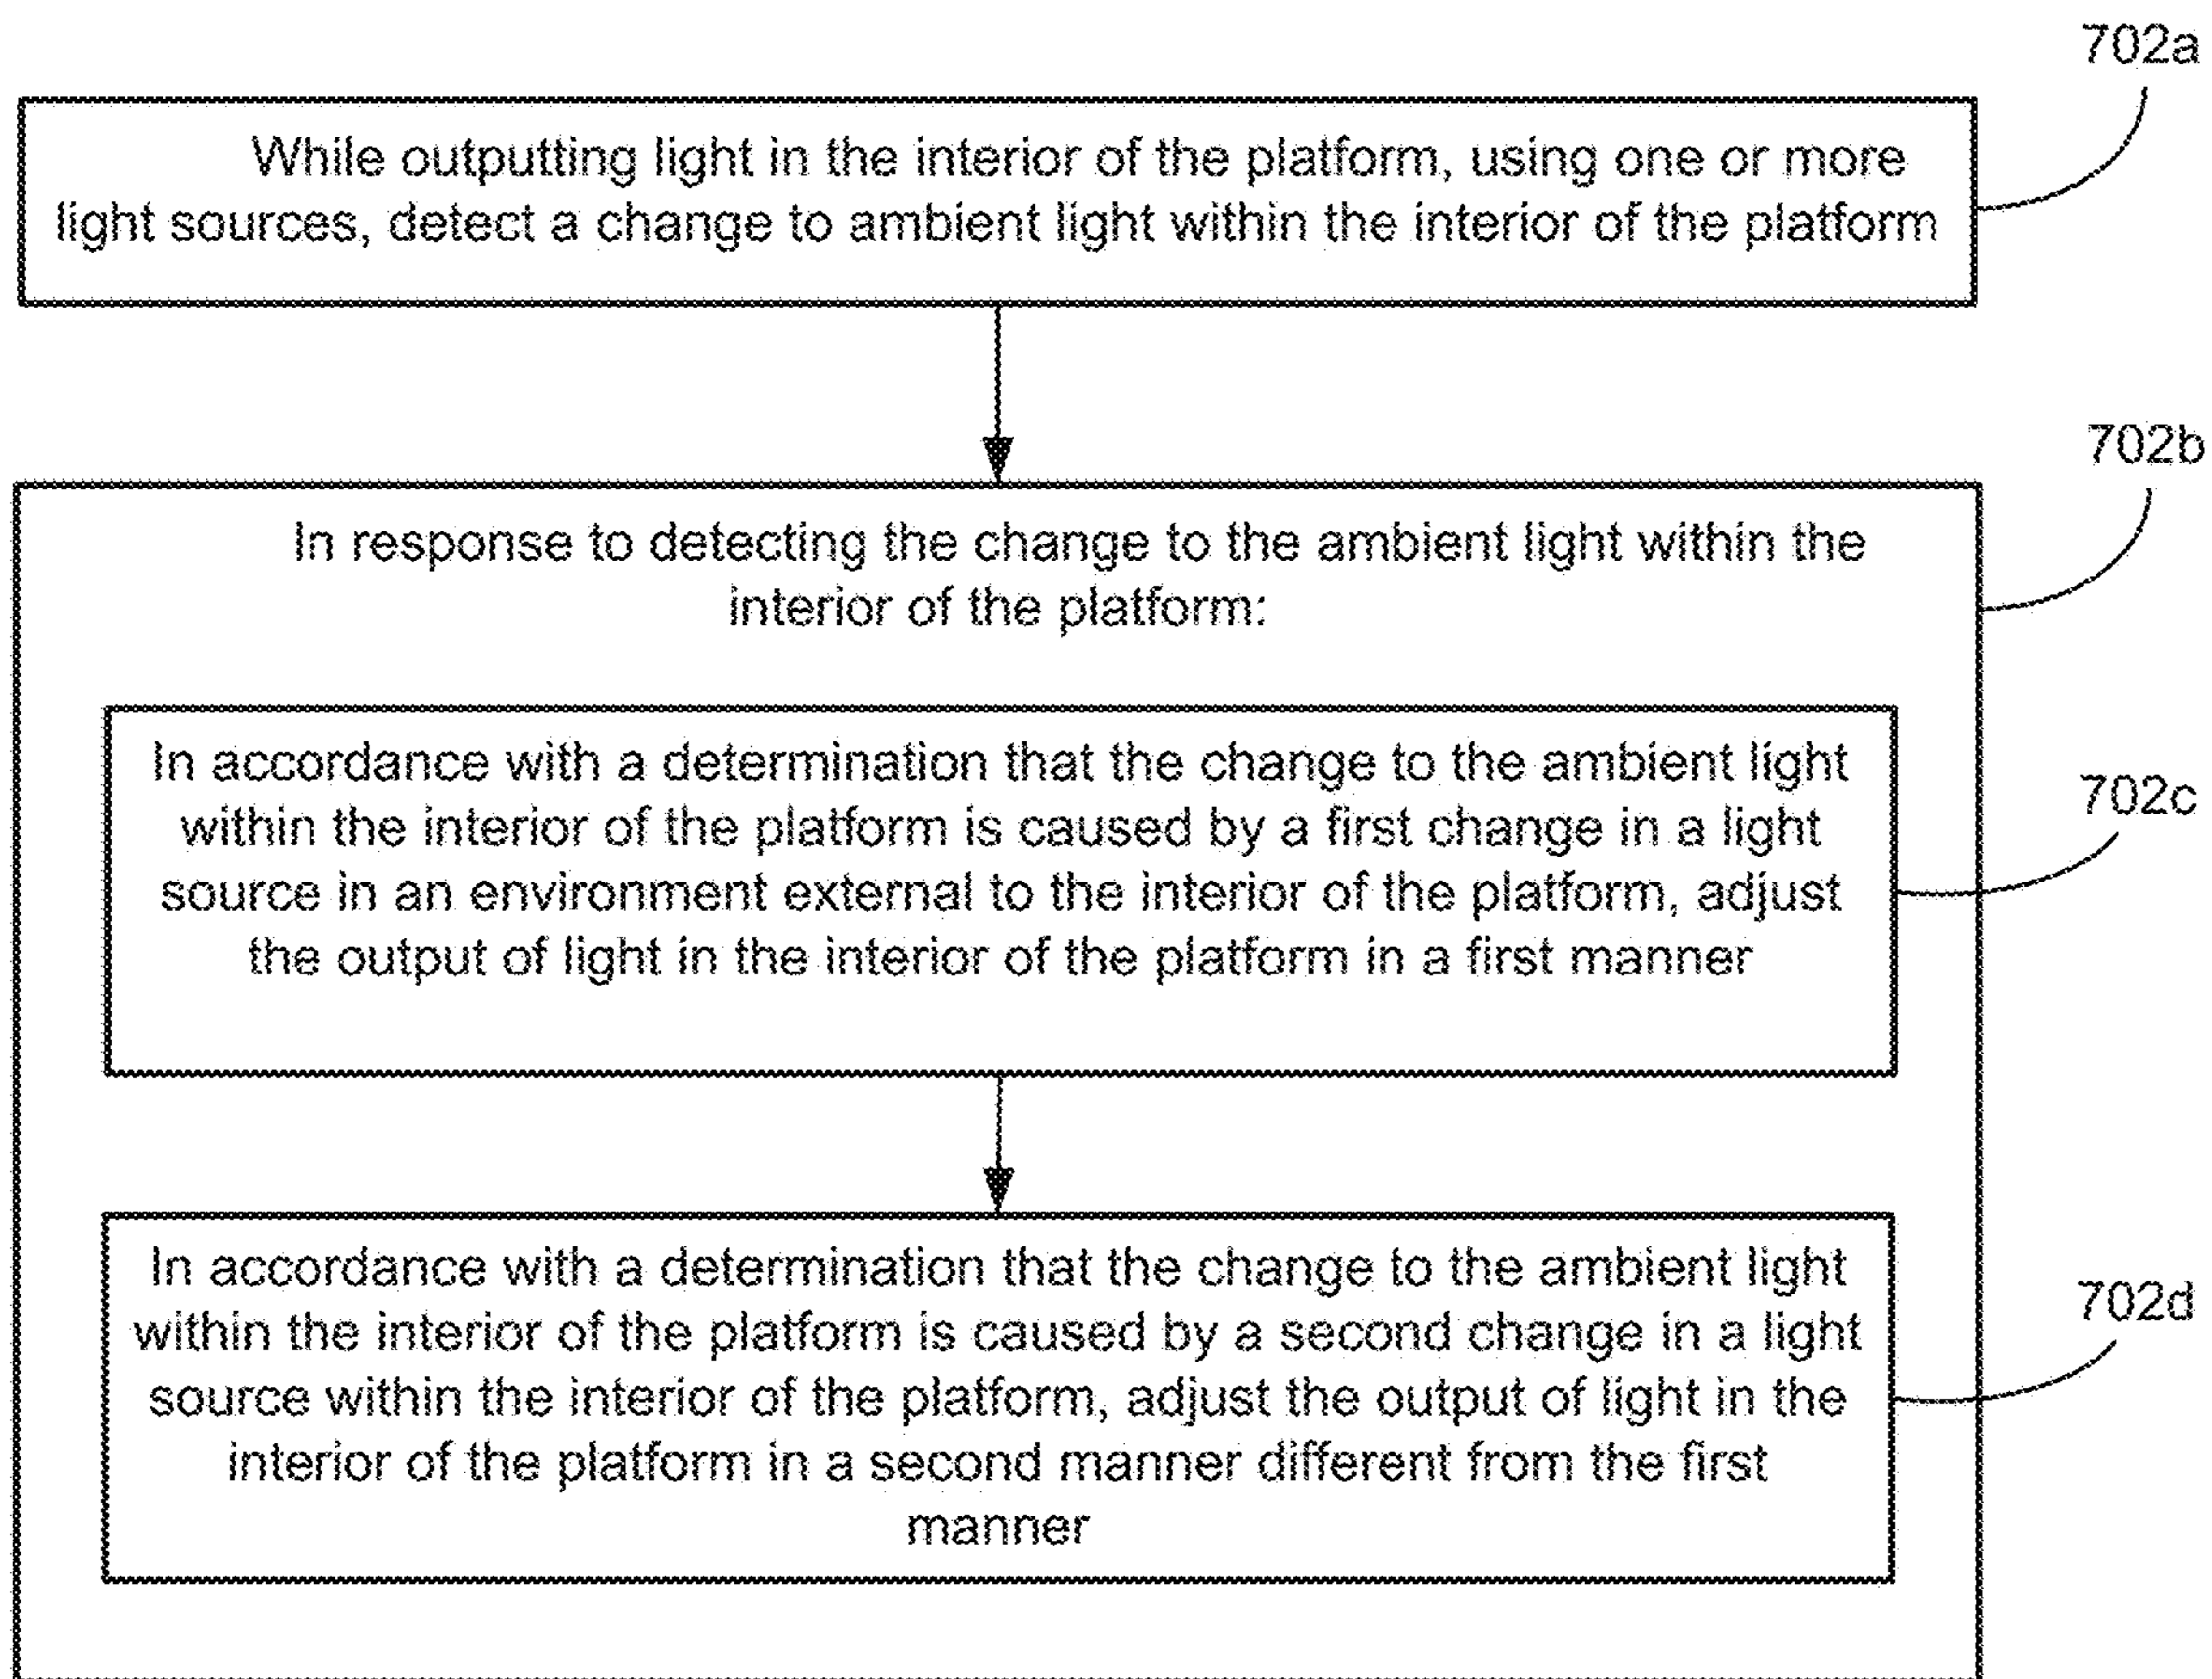 702a
While outputting light in the interior of the platform, using one or more
light sources, detect a change to ambient light within the interior of the platform
702b
In response to detecting the change to the ambient light within the
interior of the platform:
In accordance with a determination that the change to the ambient light
within the interior of the platform is caused by a first change in a light
source in an environment external to the interior of the platform, adjust
the output of light in the interior of the platform in a first manner
702c
In accordance with a determination that the change to the ambient light
within the interior of the platform is caused by a second change in a light
source within the interior of the platform, adjust the output of light in the
interior of the platform in a second manner different from the first
manner
702d